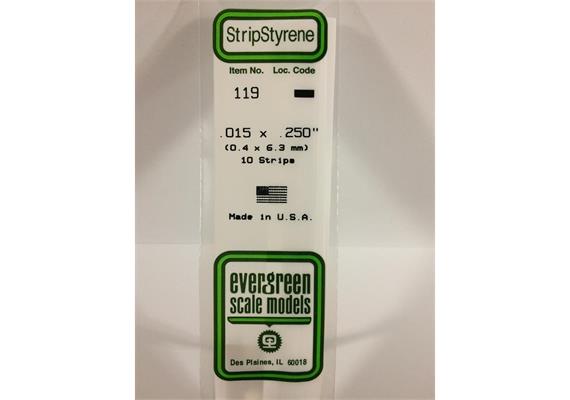 StripStyrene
Item No. Loc. Code
119
.015 x .250"
(0.4 x 6.3 mm)
10 Strips
Made in U.S.A.
evergreen
scale models
Des Plaines, IL 60018